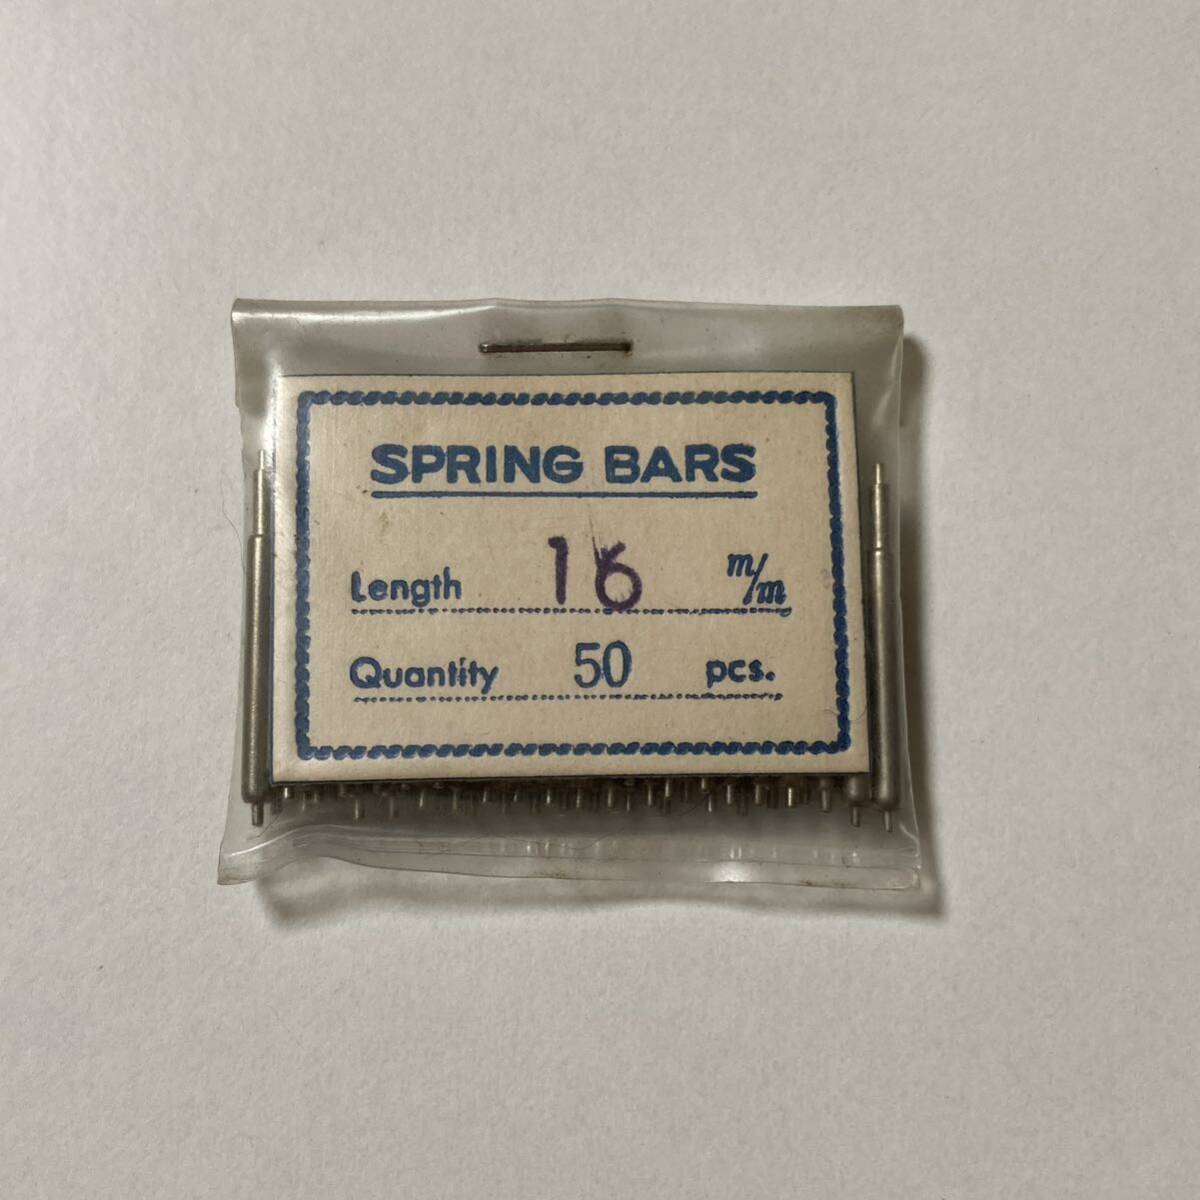 SPRING BARS
Length 16 m/m
Quantity 50 pcs.